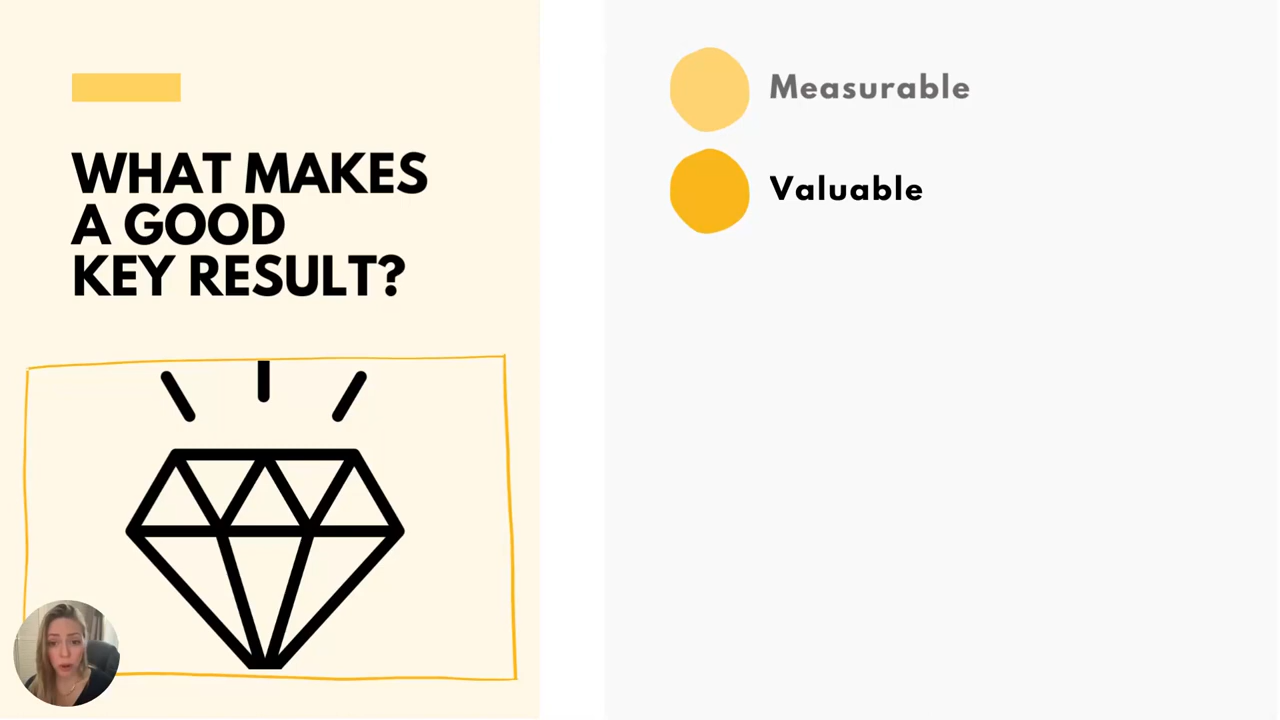 WHAT MAKES
A GOOD
KEY RESULT?
Measurable
Valuable